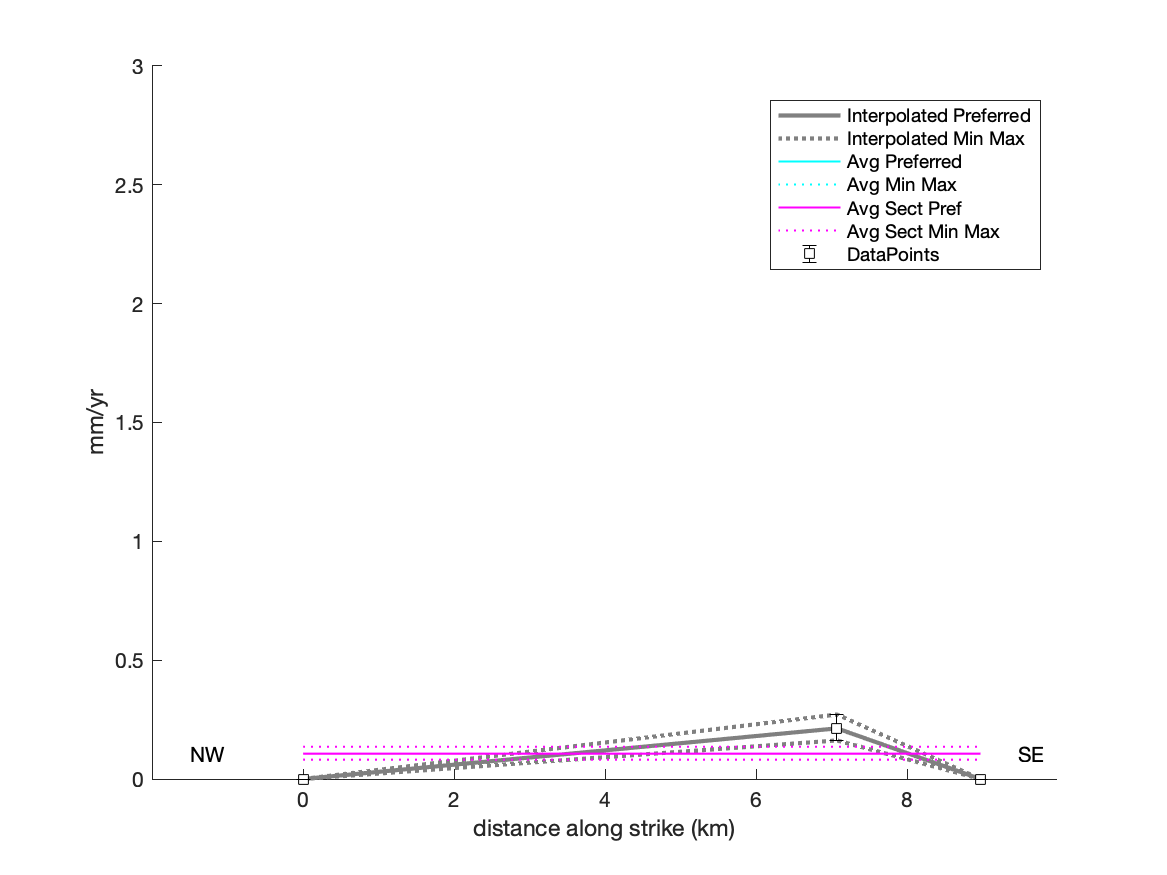 3
2.5
2
1.5
1
0.5
0
mm/yr
Interpolated Preferred
Interpolated Min Max
Avg Preferred
Avg Min Max
Avg Sect Pref
Avg Sect Min Max
DataPoints
NW
SE
0 2 4 6 8
distance along strike (km)